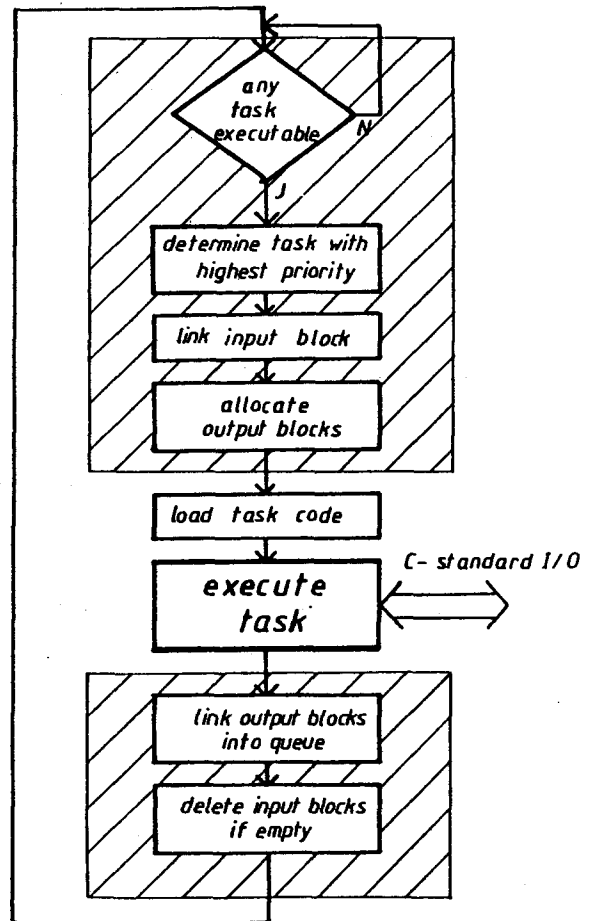 any
task
executable
N
J
determine task with
highest priority
link input block
allocate
output blocks
load task code
C- standard I/O
execute
task
link output blocks
into queue
delete input blocks
if empty